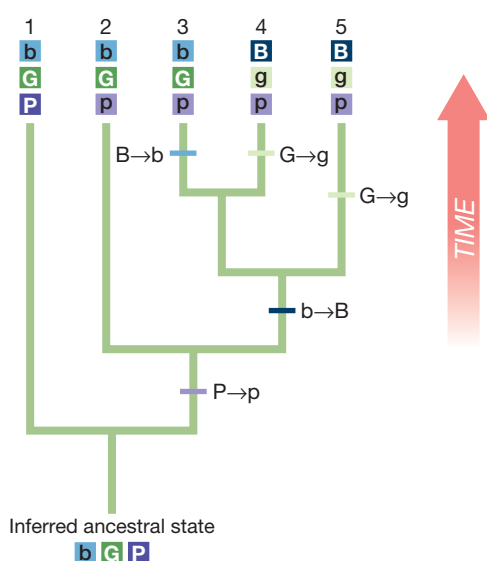 1 2 3 4 5
b b b B B
G G G g g
P p p p p
B→b G→g
G→g
b→B
P→p
TIME
Inferred ancestral state
b G P